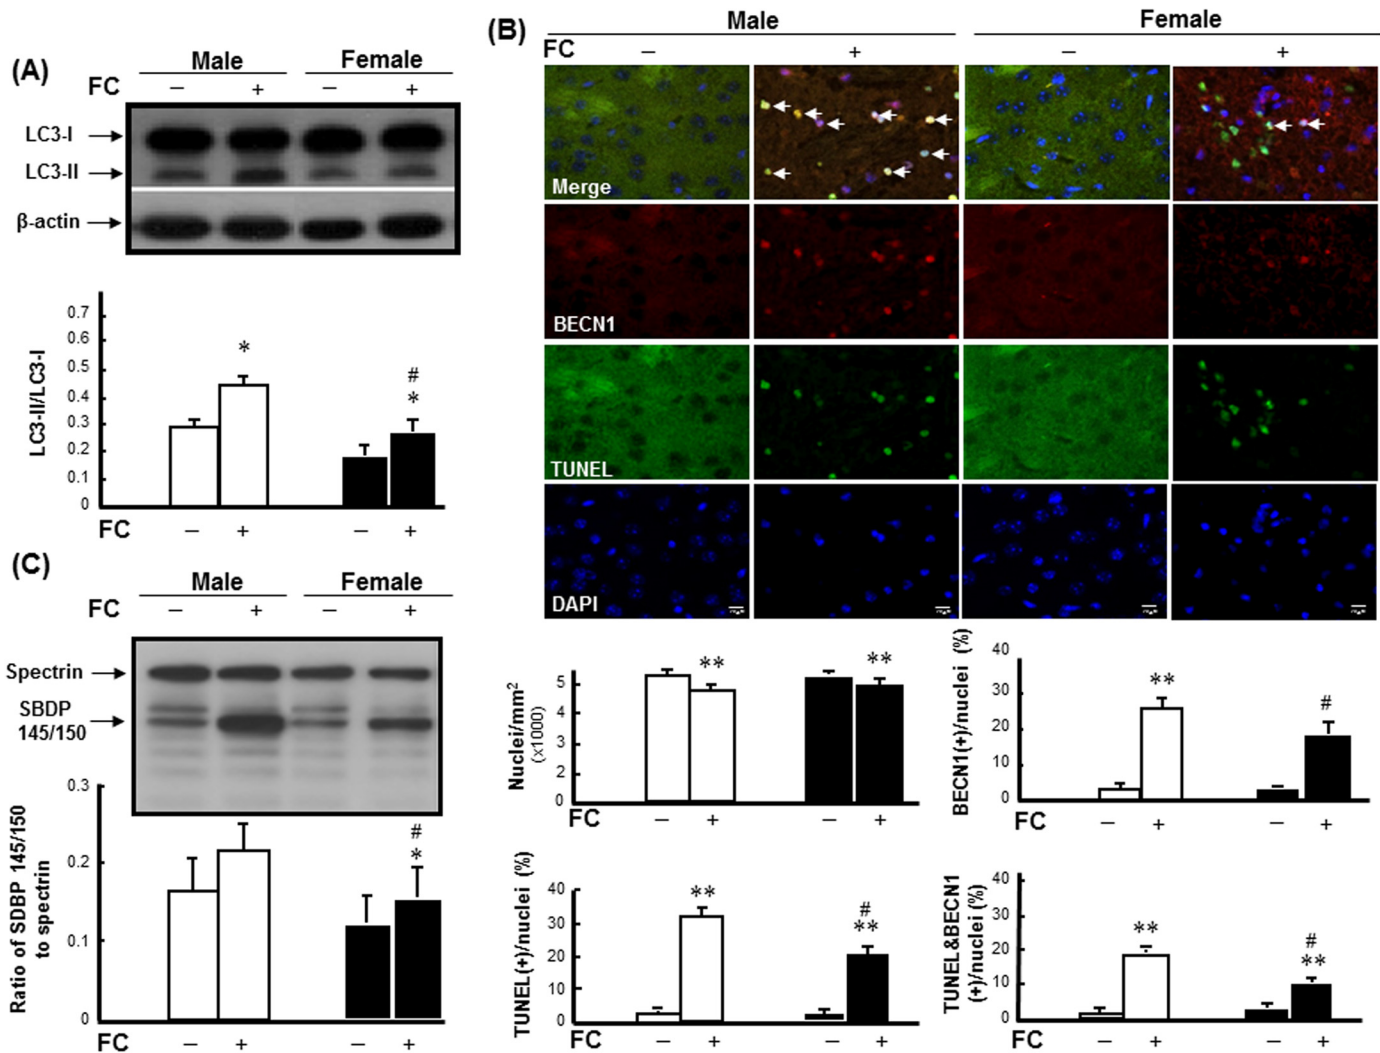 (A)
Male Female
FC – + – +
LC3-I
LC3-II
β-actin
LC3-II/LC3-I
0.7
0.6
0.5
0.4
0.3
0.2
0.1
0
*
#
*
FC – + – +
(B)
Male Female
FC – + – +
Merge
BECN1
TUNEL
DAPI
Nuclei/mm²
(x1000)
5
4
3
2
1
0
** **
FC – + – +
BECN1(+)/nuclei (%)
40
30
20
10
0
** #
FC – + – +
TUNEL(+)/nuclei (%)
40
30
20
10
0
**
#
**
FC – + – +
TUNEL&BECN1
(+)/nuclei (%)
40
30
20
10
0
**
#
**
FC – + – +
(C)
Male Female
FC – + – +
Spectrin
SBDP
145/150
Ratio of SDBP 145/150
to spectrin
0.3
0.2
0.1
0
#
*
FC – + – +